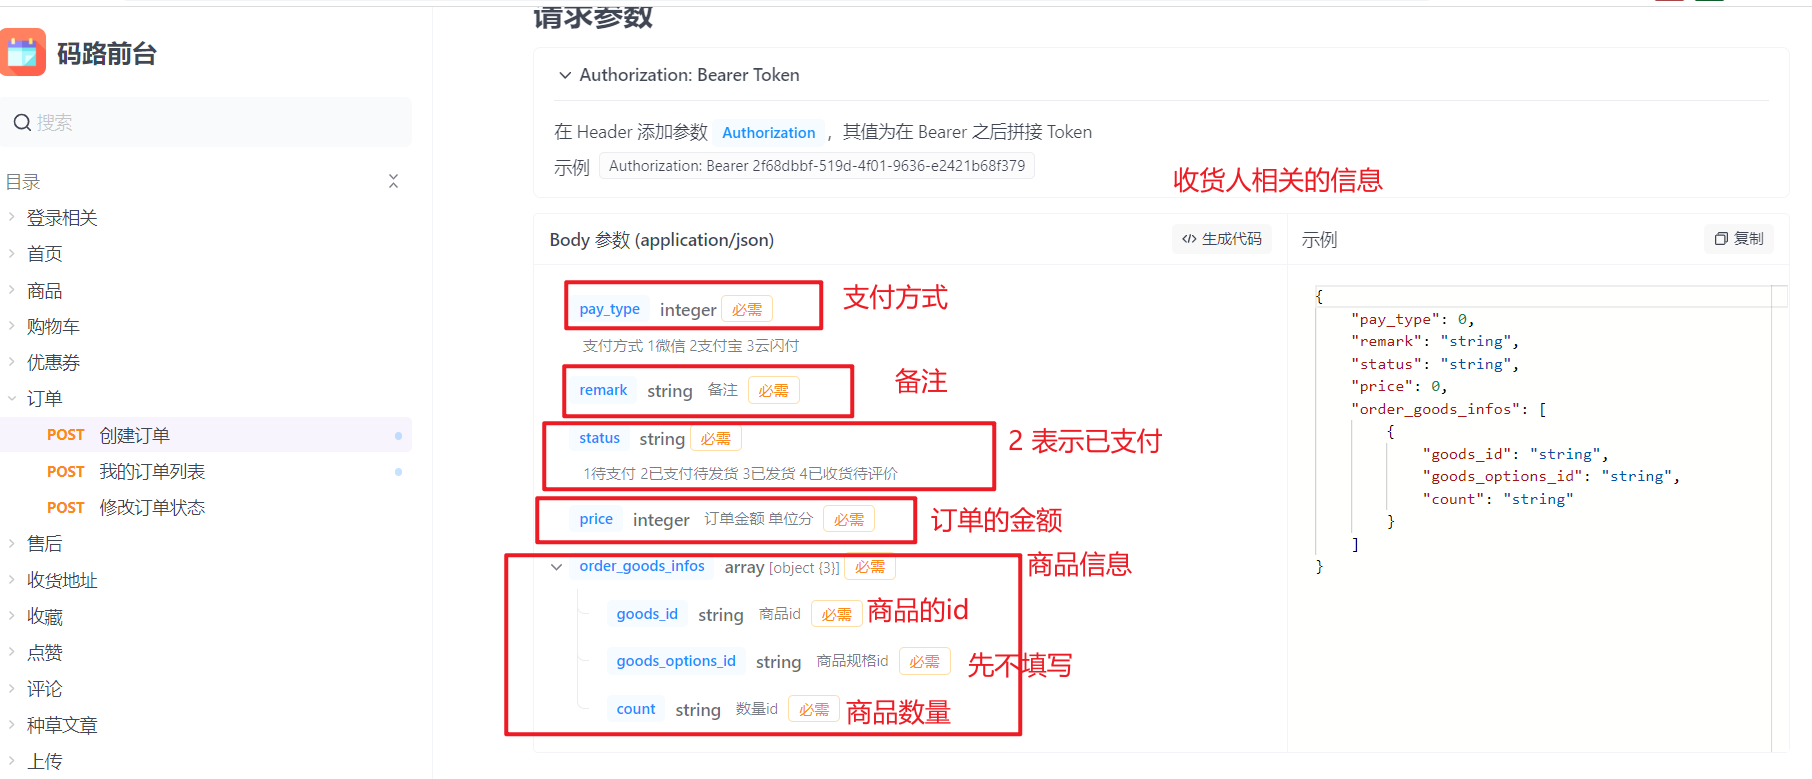 码路前台
搜索
目录
登录相关
首页
商品
购物车
优惠券
订单
POST 创建订单
POST 我的订单列表
POST 修改订单状态
售后
收货地址
收藏
点赞
评论
种草文章
上传
请求参数
Authorization: Bearer Token
在 Header 添加参数 Authorization ，其值为在 Bearer 之后拼接 Token
示例 Authorization: Bearer 2f68dbbf-519d-4f01-9636-e2421b68f379
收货人相关的信息
Body 参数 (application/json) 生成代码
pay_type integer 必需 支付方式
支付方式 1微信 2支付宝 3云闪付
remark string 备注 必需 备注
status string 必需 2 表示已支付
1待支付 2已支付待发货 3已发货 4已收货待评价
price integer 订单金额 单位分 必需 订单的金额
order_goods_infos array [object {3}] 必需 商品信息
goods_id string 商品id 必需 商品的id
goods_options_id string 商品规格id 必需 先不填写
count string 数量id 必需 商品数量
示例 复制
{
"pay_type": 0,
"remark": "string",
"status": "string",
"price": 0,
"order_goods_infos": [
{
"goods_id": "string",
"goods_options_id": "string",
"count": "string"
}
]
}